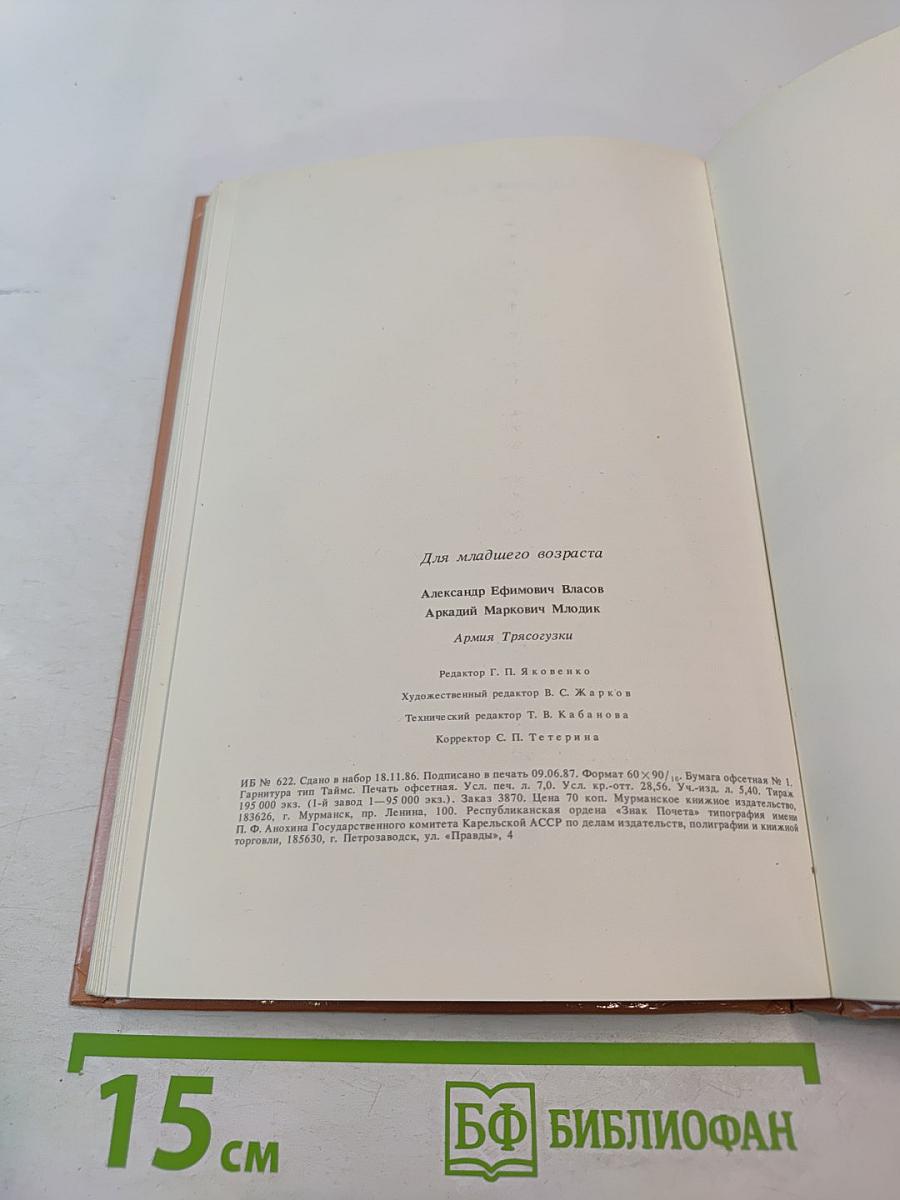 Для младшего возраста
Александр Ефимович Власов
Аркадий Маркович Млодик
Армия Трясогузки
Редактор Г. П. Яковенко
Художественный редактор В. С. Жарков
Технический редактор Т. В. Кабанова
Корректор С. П. Тетерина
ИБ № 622. Сдано в набор 18.11.86. Подписано в печать 09.06.87. Формат 60×90/16. Бумага офсетная № 1.
Гарнитура тип Таймс. Печать офсетная. Усл. печ. л. 7,0. Усл. кр.-отт. 28,56. Уч.-изд. л. 5,40. Тираж
195 000 экз. (1-й завод 1—95 000 экз.). Заказ 3870. Цена 70 коп. Мурманское книжное издательство,
183626, г. Мурманск, пр. Ленина, 100. Республиканская ордена «Знак Почета» типография имени
П. Ф. Анохина Государственного комитета Карельской АССР по делам издательств, полиграфии и книжной
торговли, 185630, г. Петрозаводск, ул. «Правды», 4
15 см
БФ БИБЛИОФАН